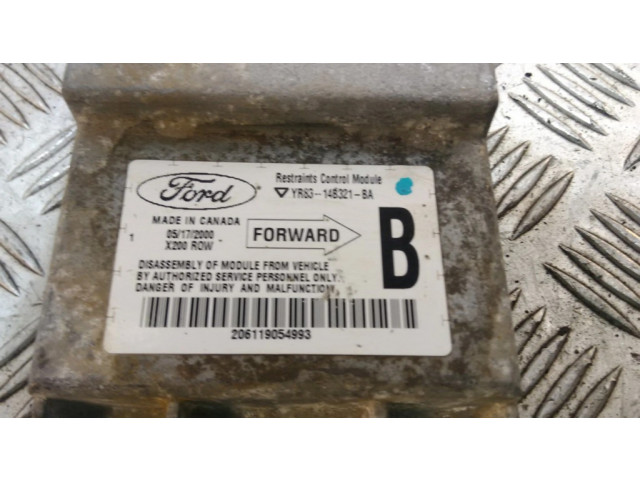 Ford
Restraints Control Module
YR83-14B321-BA
MADE IN CANADA
05/17/2000
X200 ROW
1
FORWARD
B
DISASSEMBLY OF MODULE FROM VEHICLE
BY AUTHORIZED SERVICE PERSONNEL ONLY.
DANGER OF INJURY AND MALFUNCTION!
206119054993